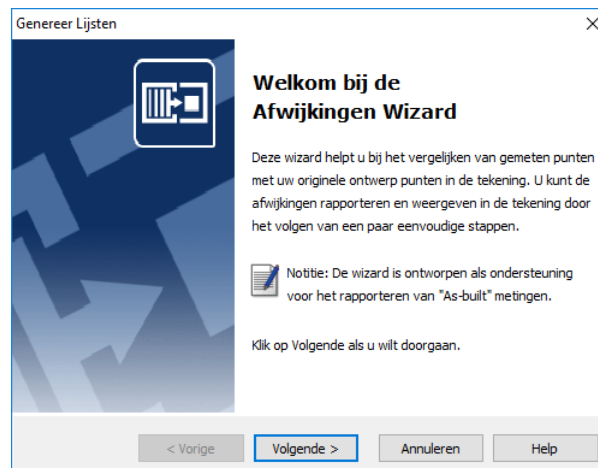 Genereer Lijsten
Welkom bij de
Afwijkingen Wizard
Deze wizard helpt u bij het vergelijken van gemeten punten
met uw originele ontwerp punten in de tekening. U kunt de
afwijkingen rapporteren en weergeven in de tekening door
het volgen van een paar eenvoudige stappen.
Notitie: De wizard is ontworpen als ondersteuning
voor het rapporteren van "As-built" metingen.
Klik op Volgende als u wilt doorgaan.
< Vorige
Volgende >
Annuleren
Help